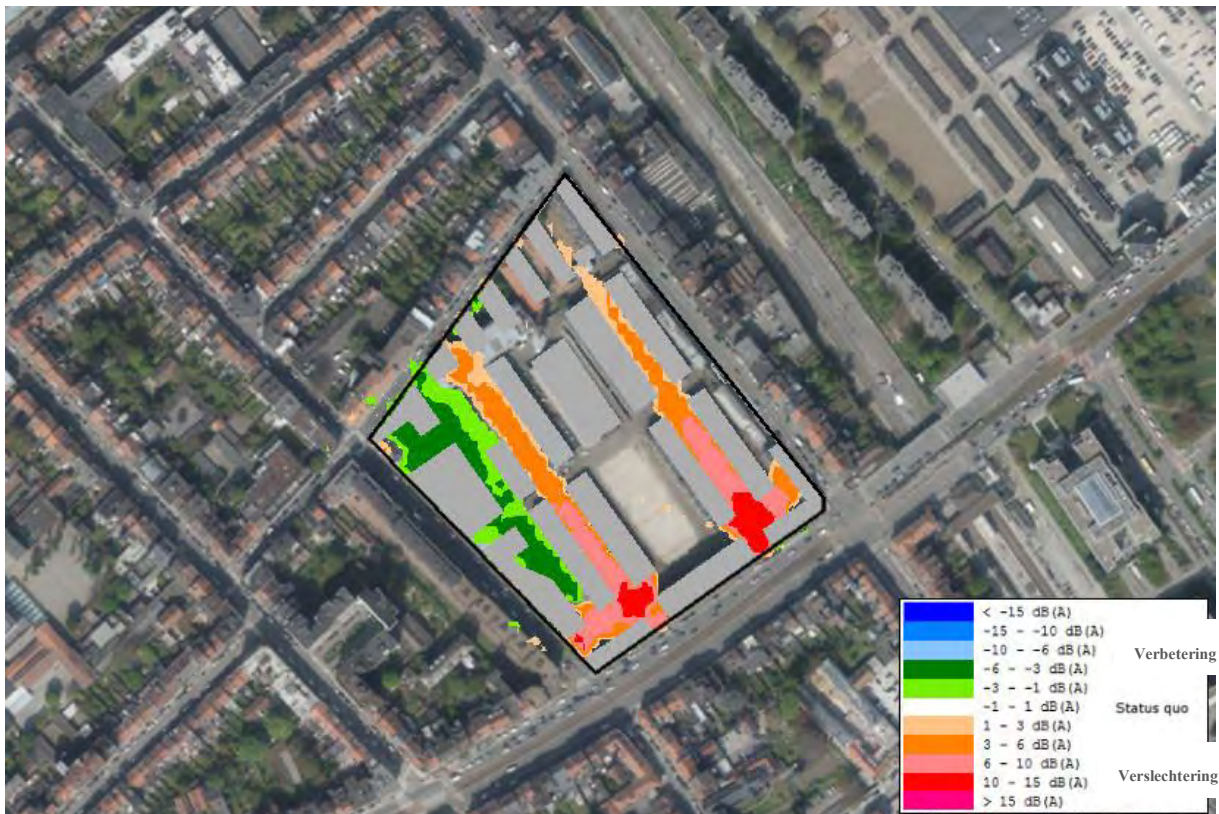 < -15 dB(A)
-15 - -10 dB(A)
-10 - -6 dB(A)
Verbetering
-6 - -3 dB(A)
-3 - -1 dB(A)
-1 - 1 dB(A)
Status quo
1 - 3 dB(A)
3 - 6 dB(A)
6 - 10 dB(A)
Verslechtering
10 - 15 dB(A)
> 15 dB(A)